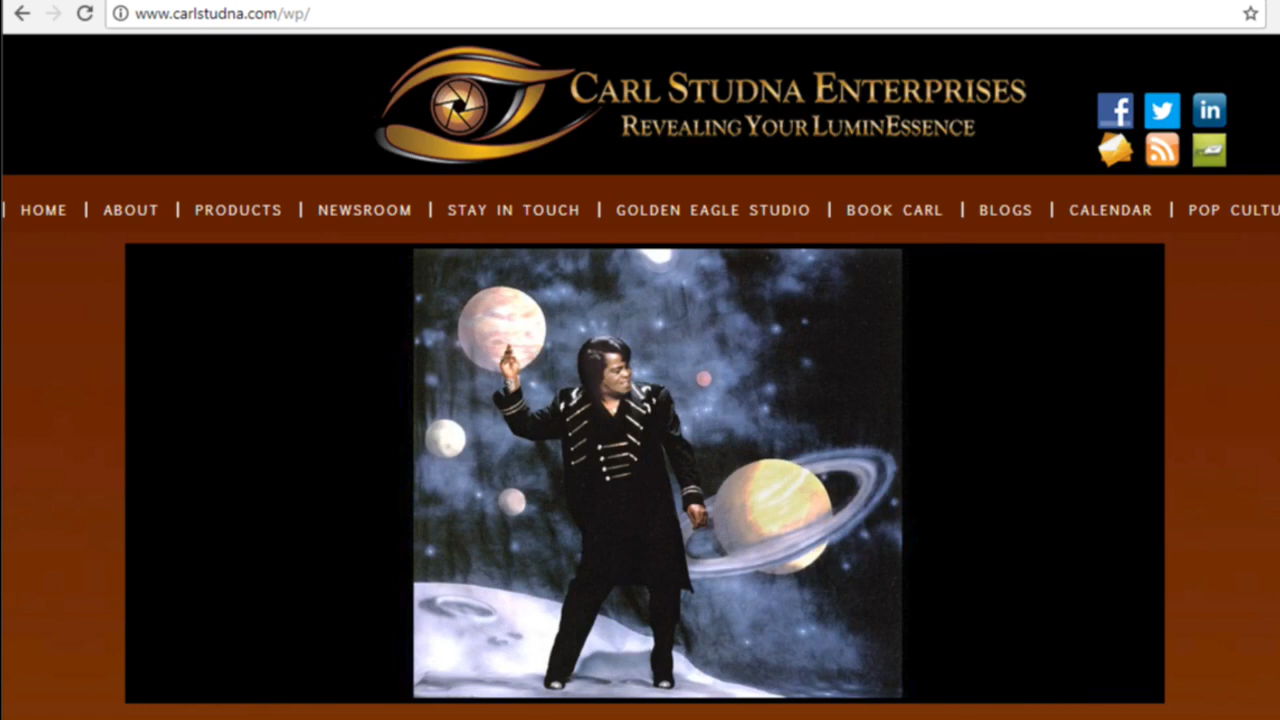 www.carlstudna.com/wp/
CARL STUDNA ENTERPRISES
REVEALING YOUR LUMINESSENCE
f in
| HOME | ABOUT | PRODUCTS | NEWSROOM | STAY IN TOUCH | GOLDEN EAGLE STUDIO | BOOK CARL | BLOGS | CALENDAR | POP CULTU